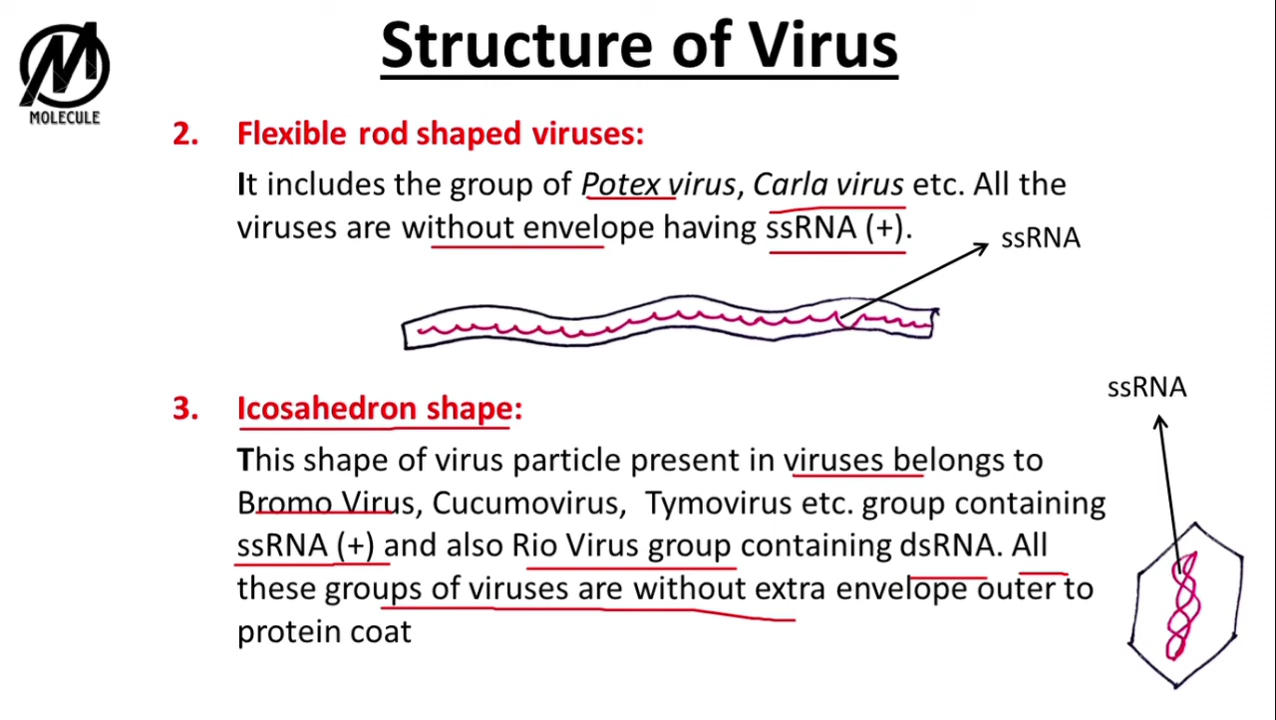 Structure of Virus
MOLECULE
2. Flexible rod shaped viruses:
It includes the group of Potex virus, Carla virus etc. All the
viruses are without envelope having ssRNA (+).
ssRNA
3. Icosahedron shape:
ssRNA
This shape of virus particle present in viruses belongs to
Bromo Virus, Cucumovirus, Tymovirus etc. group containing
ssRNA (+) and also Rio Virus group containing dsRNA. All
these groups of viruses are without extra envelope outer to
protein coat